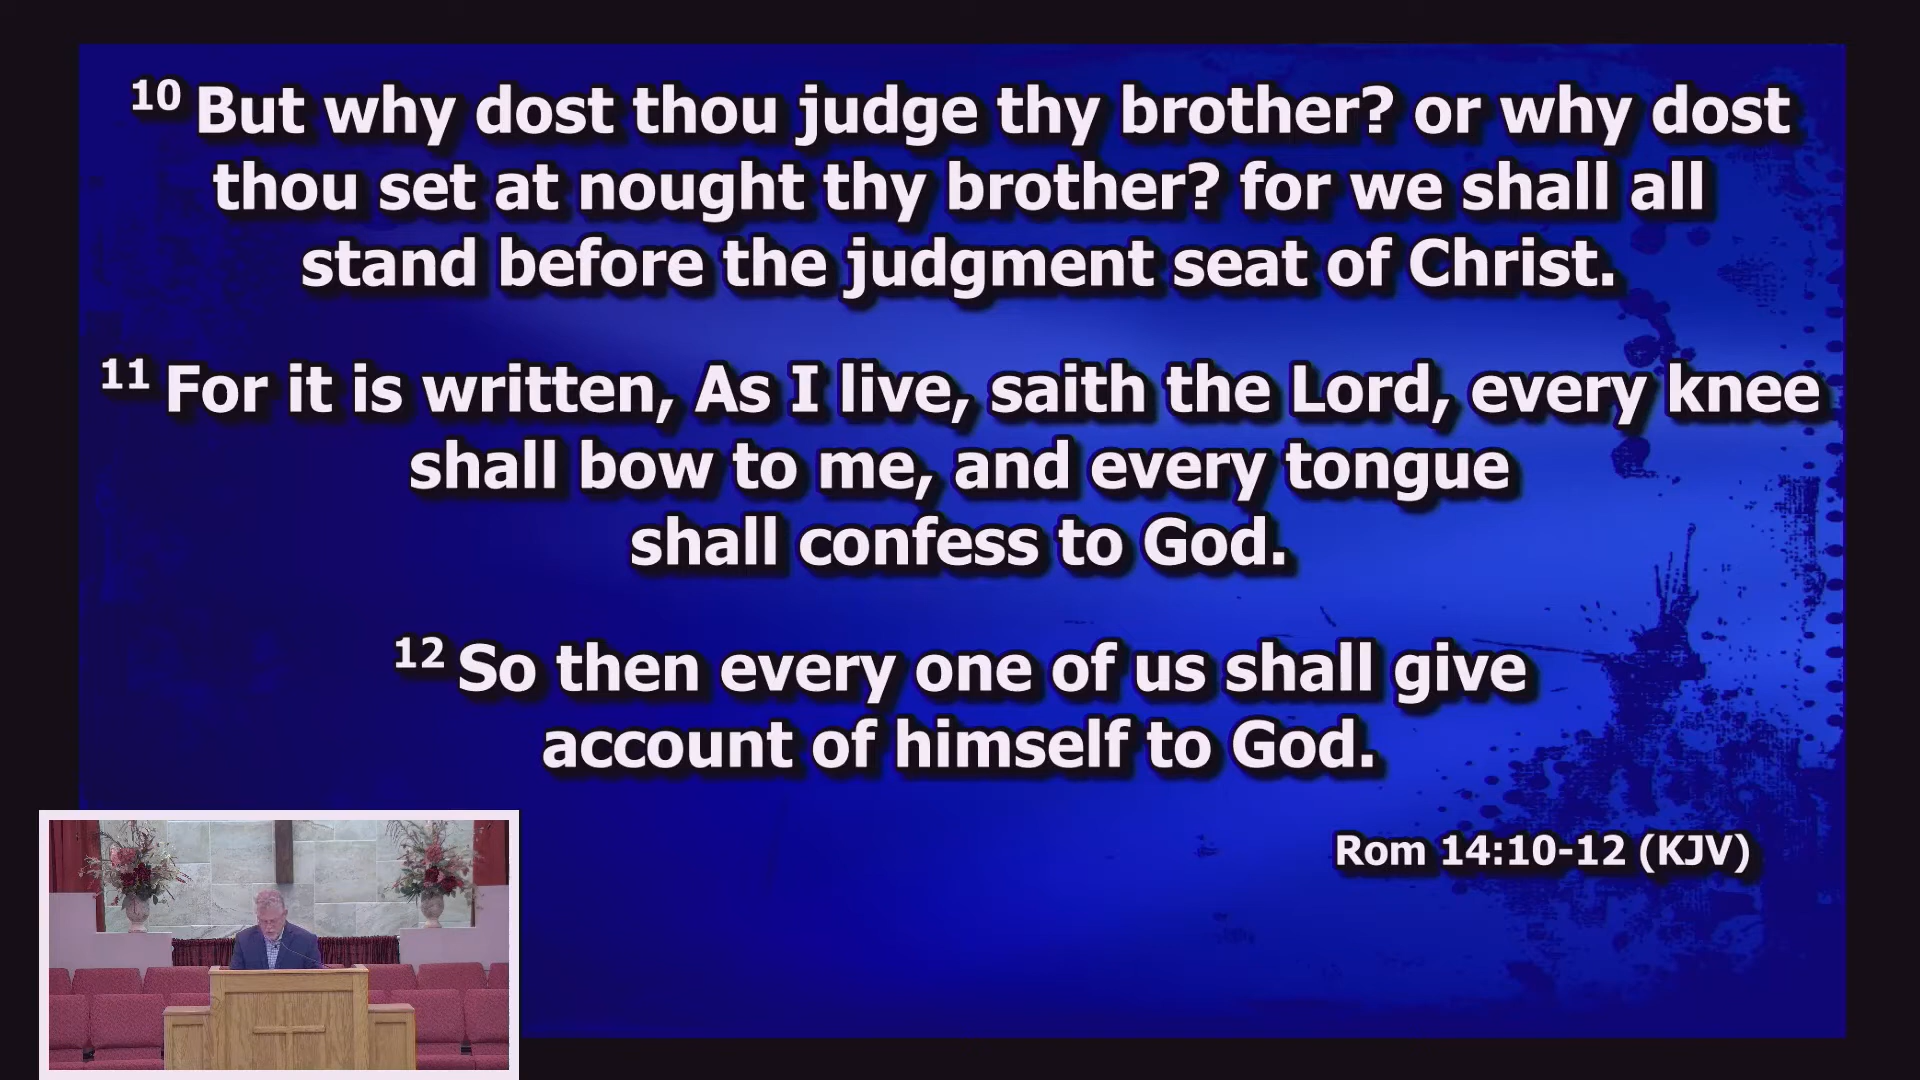 10 But why dost thou judge thy brother? or why dost
thou set at nought thy brother? for we shall all
stand before the judgment seat of Christ.
11 For it is written, As I live, saith the Lord, every knee
shall bow to me, and every tongue
shall confess to God.
12 So then every one of us shall give
account of himself to God.
Rom 14:10-12 (KJV)